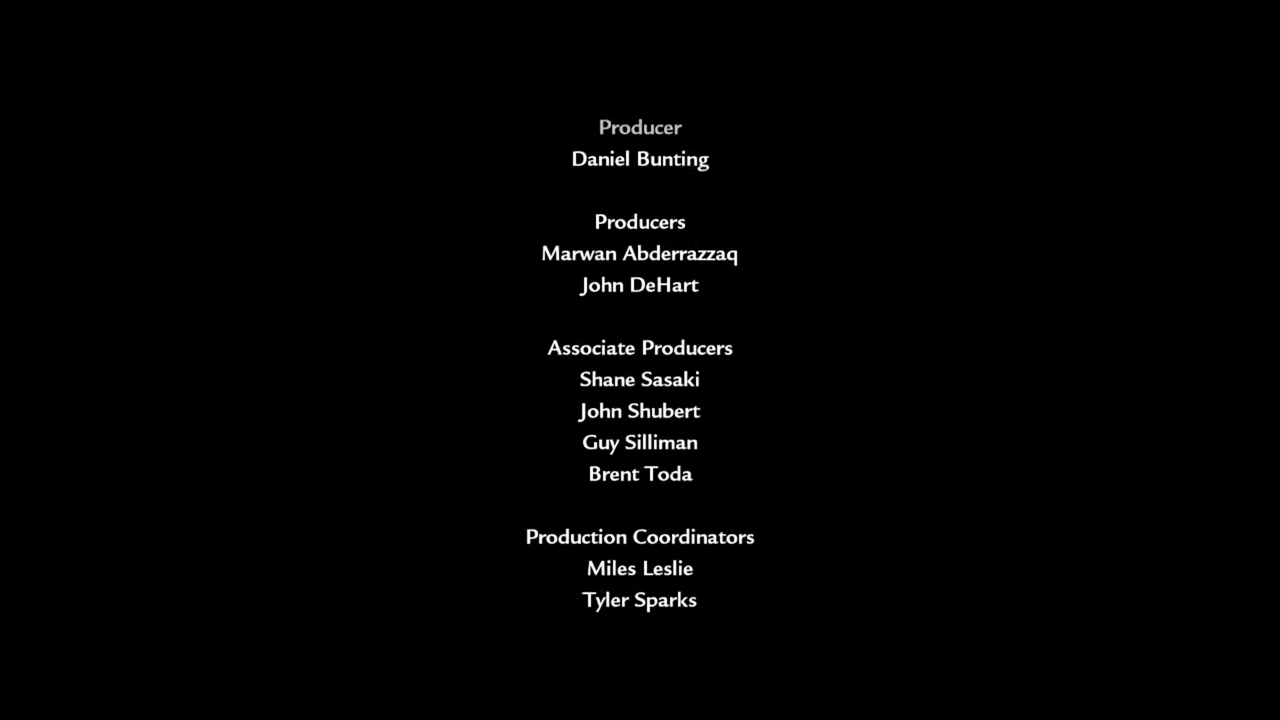 Producer
Daniel Bunting
Producers
Marwan Abderrazzaq
John DeHart
Associate Producers
Shane Sasaki
John Shubert
Guy Silliman
Brent Toda
Production Coordinators
Miles Leslie
Tyler Sparks